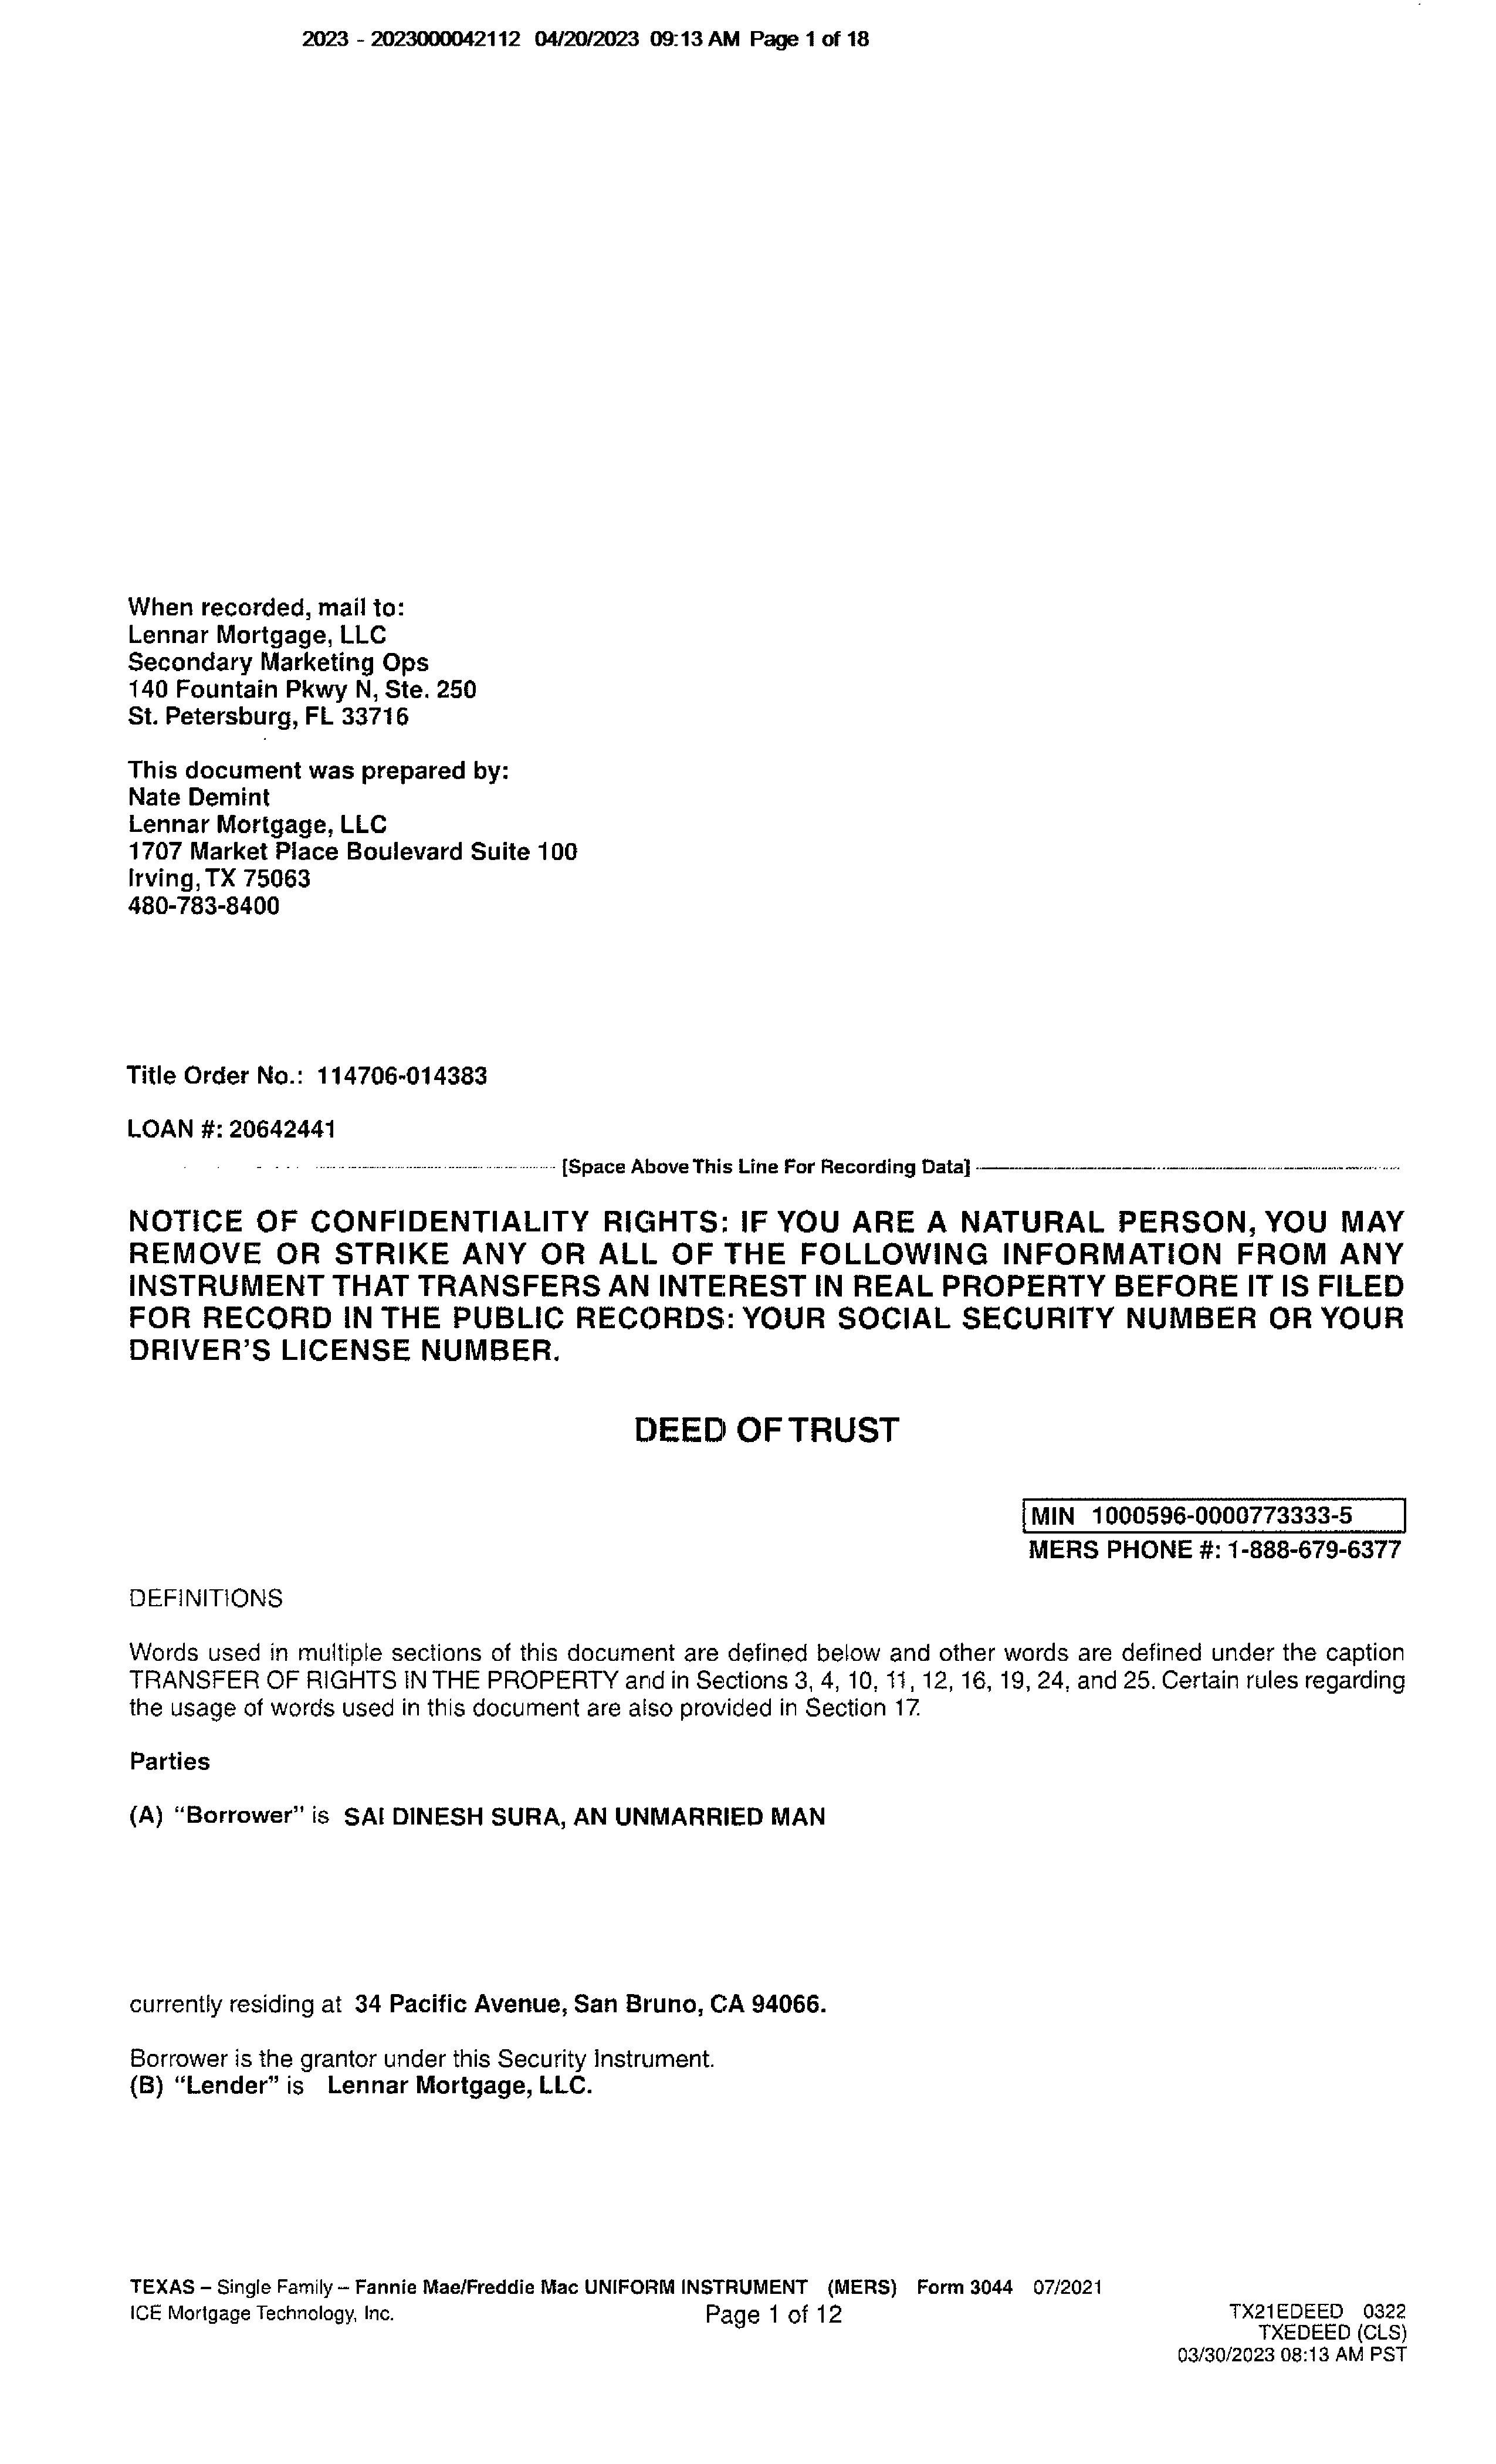 2023 - 2023000042112 04/20/2023 09:13 AM Page 1 of 18
When recorded, mail to:
Lennar Mortgage, LLC
Secondary Marketing Ops
140 Fountain Pkwy N, Ste. 250
St. Petersburg, FL 33716
This document was prepared by:
Nate Demint
Lennar Mortgage, LLC
1707 Market Place Boulevard Suite 100
Irving, TX 75063
480-783-8400
Title Order No.: 114706-014383
LOAN #: 20642441
[Space Above This Line For Recording Data]
NOTICE OF CONFIDENTIALITY RIGHTS: IF YOU ARE A NATURAL PERSON, YOU MAY
REMOVE OR STRIKE ANY OR ALL OF THE FOLLOWING INFORMATION FROM ANY
INSTRUMENT THAT TRANSFERS AN INTEREST IN REAL PROPERTY BEFORE IT IS FILED
FOR RECORD IN THE PUBLIC RECORDS: YOUR SOCIAL SECURITY NUMBER OR YOUR
DRIVER'S LICENSE NUMBER.
DEED OF TRUST
MIN 1000596-0000773333-5
MERS PHONE #: 1-888-679-6377
DEFINITIONS
Words used in multiple sections of this document are defined below and other words are defined under the caption
TRANSFER OF RIGHTS IN THE PROPERTY and in Sections 3, 4, 10, 11, 12, 16, 19, 24, and 25. Certain rules regarding
the usage of words used in this document are also provided in Section 17.
Parties
(A) "Borrower" is SAI DINESH SURA, AN UNMARRIED MAN
currently residing at 34 Pacific Avenue, San Bruno, CA 94066.
Borrower is the grantor under this Security Instrument.
(B) "Lender" is Lennar Mortgage, LLC.
TEXAS – Single Family – Fannie Mae/Freddie Mac UNIFORM INSTRUMENT (MERS) Form 3044 07/2021
ICE Mortgage Technology, Inc.
Page 1 of 12
TX21EDEED 0322
TXEDEED (CLS)
03/30/2023 08:13 AM PST